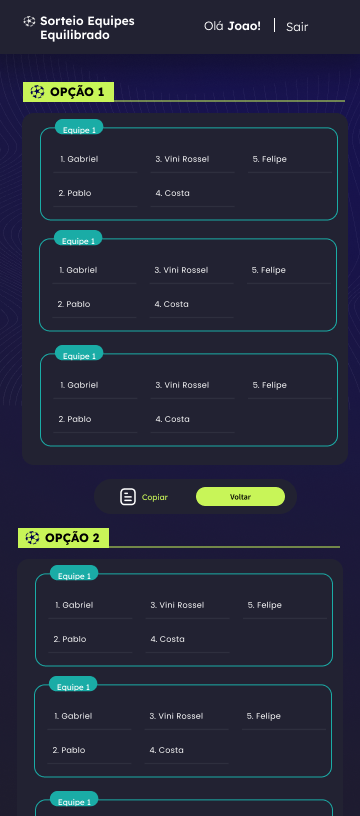 Sorteio Equipes
Equilibrado
Olá Joao!
Sair
OPÇÃO 1
Equipe 1
1. Gabriel
3. Vini Rossel
5. Felipe
2. Pablo
4. Costa
Equipe 1
1. Gabriel
3. Vini Rossel
5. Felipe
2. Pablo
4. Costa
Equipe 1
1. Gabriel
3. Vini Rossel
5. Felipe
2. Pablo
4. Costa
Copiar
Voltar
OPÇÃO 2
Equipe 1
1. Gabriel
3. Vini Rossel
5. Felipe
2. Pablo
4. Costa
Equipe 1
1. Gabriel
3. Vini Rossel
5. Felipe
2. Pablo
4. Costa
Equipe 1